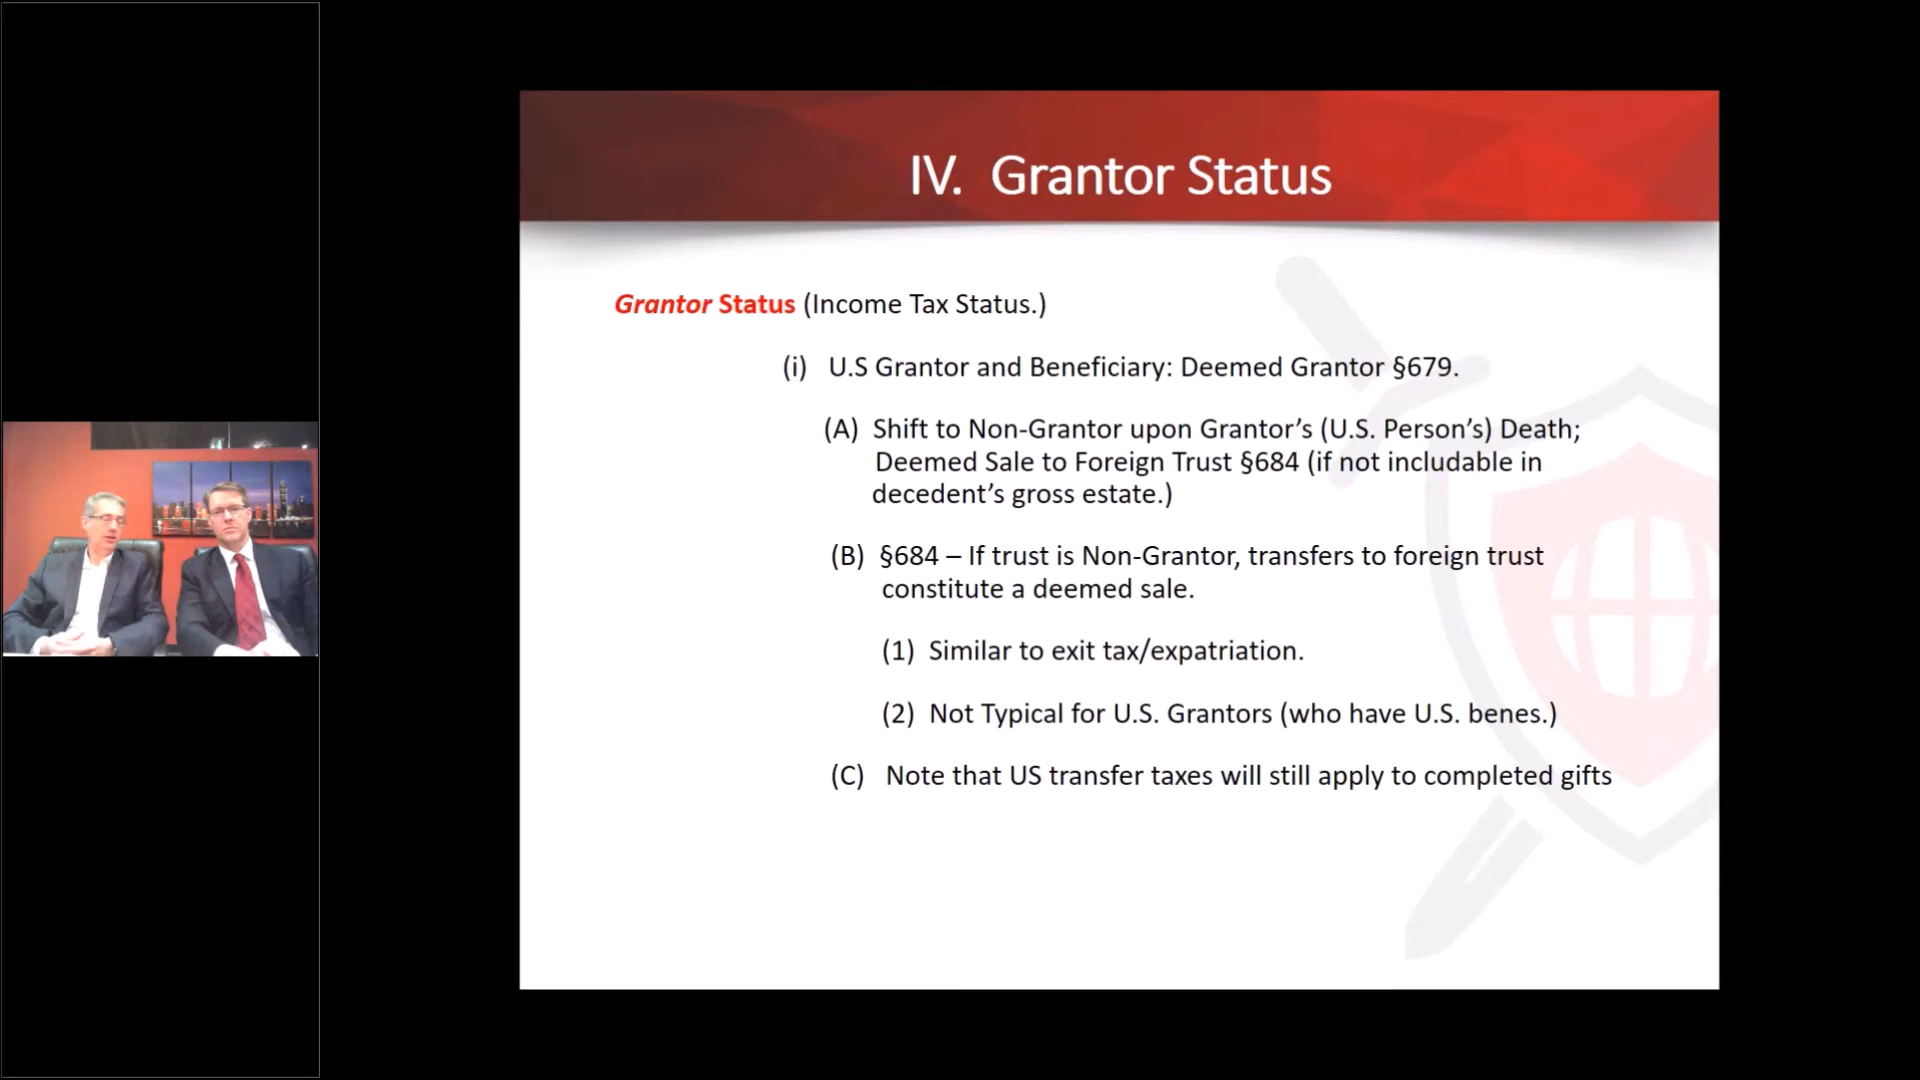 IV. Grantor Status
Grantor Status (Income Tax Status.)
(i) U.S Grantor and Beneficiary: Deemed Grantor §679.
(A) Shift to Non-Grantor upon Grantor’s (U.S. Person’s) Death;
Deemed Sale to Foreign Trust §684 (if not includable in
decedent’s gross estate.)
(B) §684 – If trust is Non-Grantor, transfers to foreign trust
constitute a deemed sale.
(1) Similar to exit tax/expatriation.
(2) Not Typical for U.S. Grantors (who have U.S. benes.)
(C) Note that US transfer taxes will still apply to completed gifts